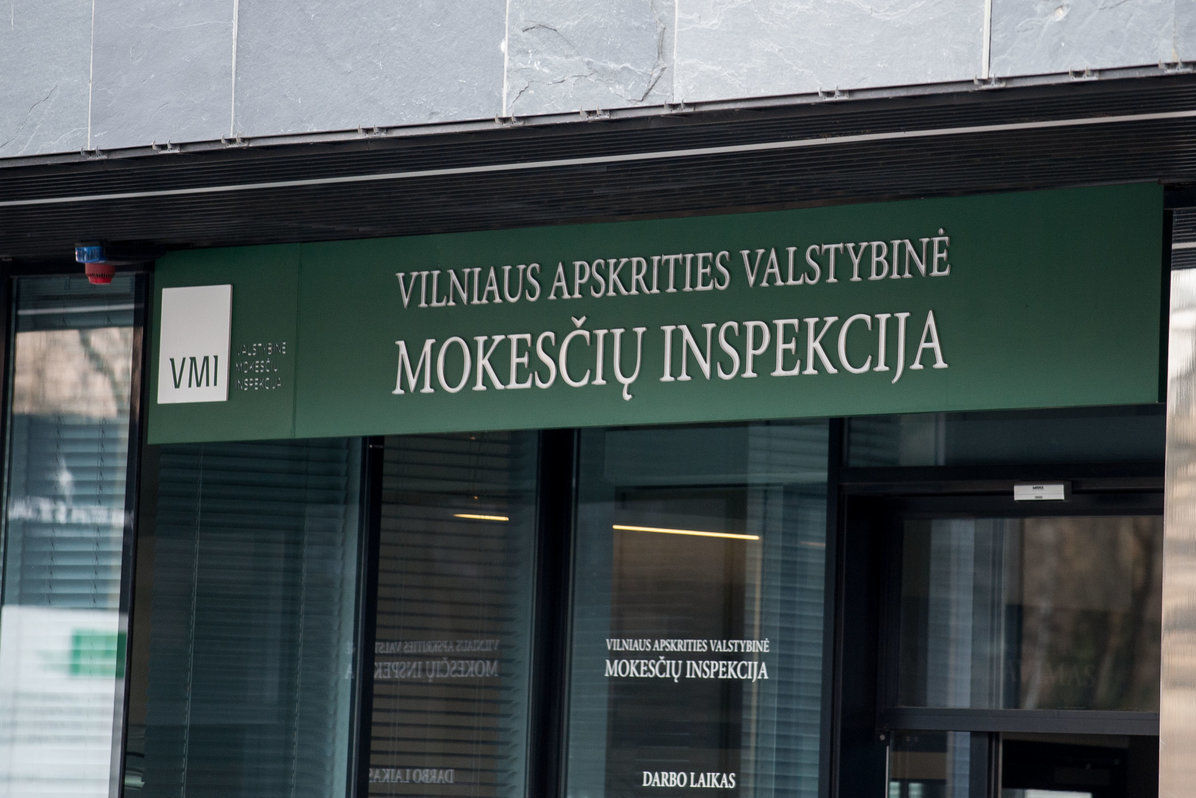 VILNIAUS APSKRITIES VALSTYBINĖ
MOKESČIŲ INSPEKCIJA
VMI
VALSTYBINĖ
MOKESČIŲ
INSPEKCIJA
VILNIAUS APSKRITIES VALSTYBINĖ
MOKESČIŲ INSPEKCIJA
DARBO LAIKAS